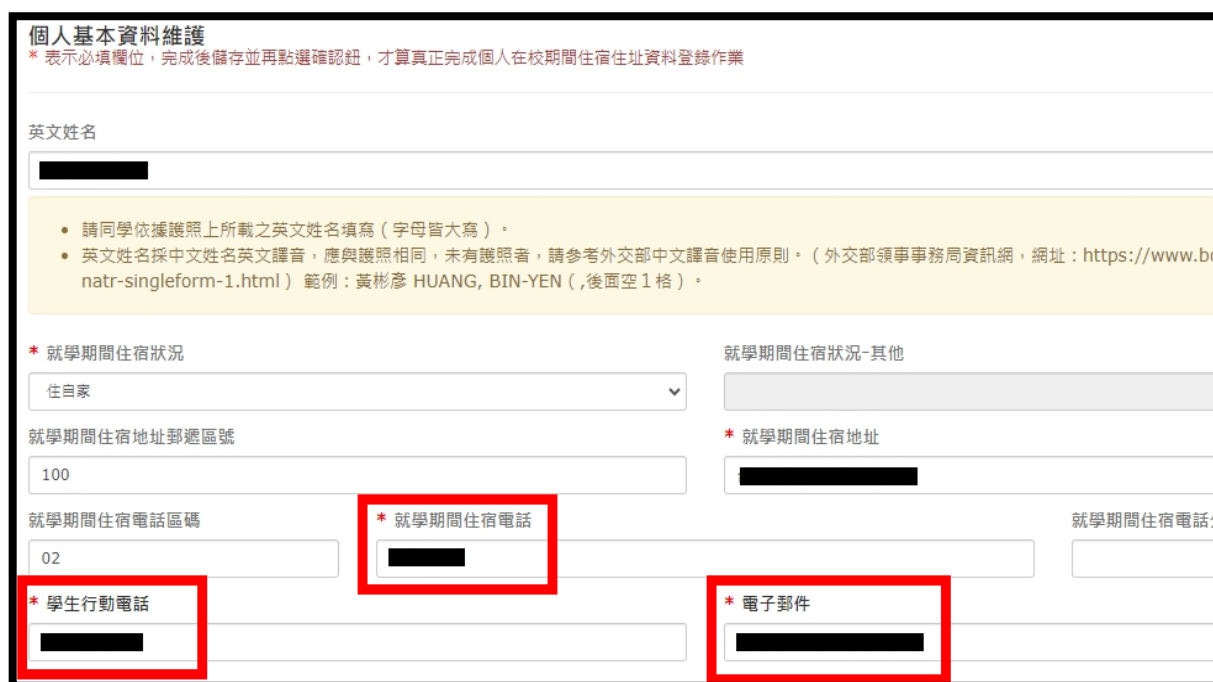 個人基本資料維護
* 表示必填欄位，完成後儲存並再點選確認鈕，才算真正完成個人在校期間住宿住址資料登錄作業
英文姓名
• 請同學依據護照上所載之英文姓名填寫（字母皆大寫）。
• 英文姓名採中文姓名英文譯音，應與護照相同，未有護照者，請參考外交部中文譯音使用原則。（外交部領事事務局資訊網，網址：https://www.bo
natr-singleform-1.html） 範例：黃彬彥 HUANG, BIN-YEN（,後面空１格）。
* 就學期間住宿狀況 就學期間住宿狀況-其他
住自家
就學期間住宿地址郵遞區號 * 就學期間住宿地址
100
就學期間住宿電話區碼 * 就學期間住宿電話 就學期間住宿電話
02
* 學生行動電話 * 電子郵件